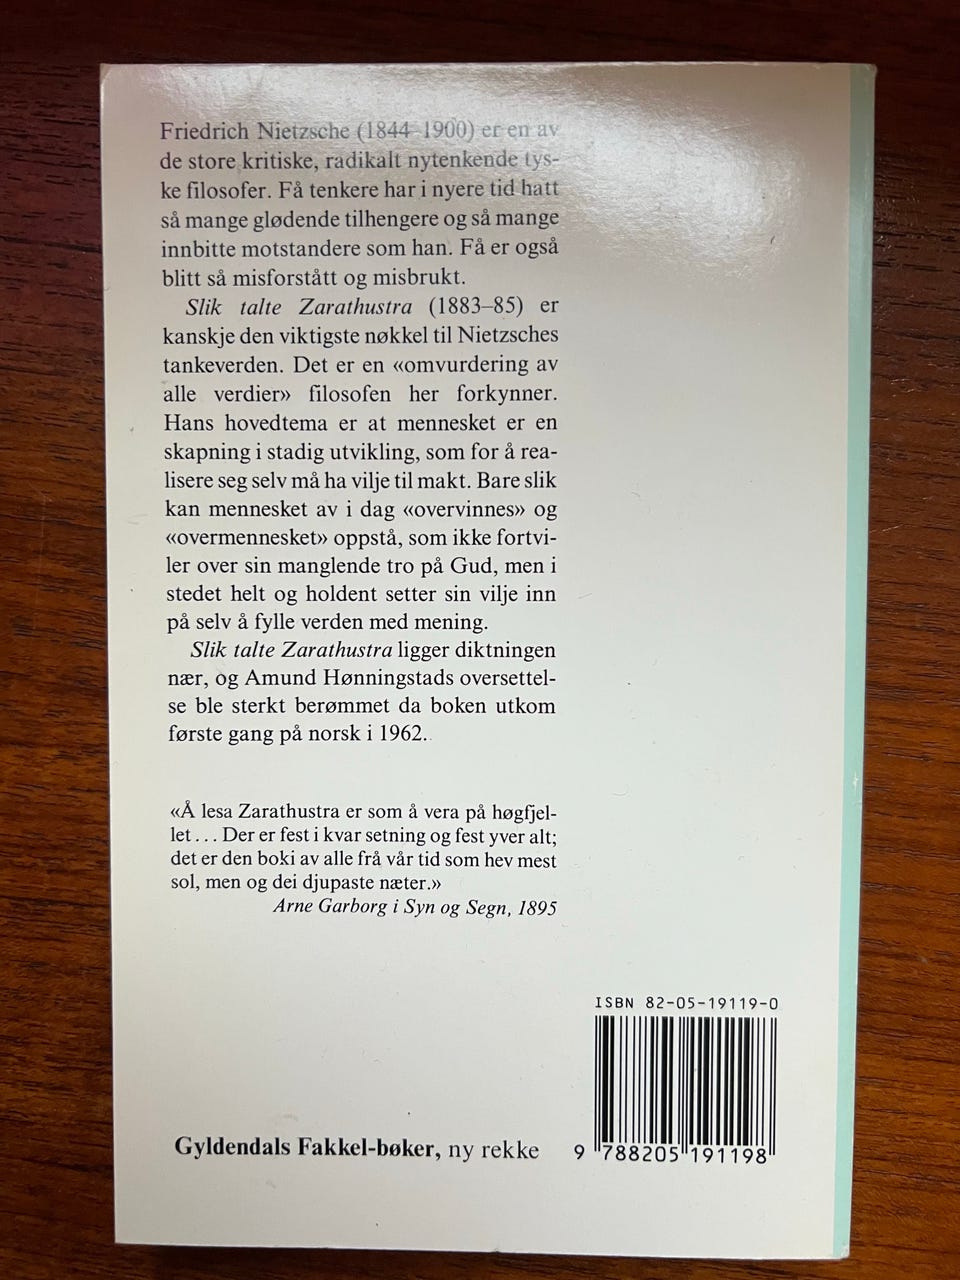 Friedrich Nietzsche (1844–1900) er en av
de store kritiske, radikalt nytenkende tys-
ke filosofer. Få tenkere har i nyere tid hatt
så mange glødende tilhengere og så mange
innbitte motstandere som han. Få er også
blitt så misforstått og misbrukt.
Slik talte Zarathustra (1883–85) er
kanskje den viktigste nøkkel til Nietzsches
tankeverden. Det er en «omvurdering av
alle verdier» filosofen her forkynner.
Hans hovedtema er at mennesket er en
skapning i stadig utvikling, som for å rea-
lisere seg selv må ha vilje til makt. Bare slik
kan mennesket av i dag «overvinnes» og
«overmennesket» oppstå, som ikke fortvi-
ler over sin manglende tro på Gud, men i
stedet helt og holdent setter sin vilje inn
på selv å fylle verden med mening.
Slik talte Zarathustra ligger diktningen
nær, og Amund Hønningstads oversettel-
se ble sterkt berømmet da boken utkom
første gang på norsk i 1962.
«Å lesa Zarathustra er som å vera på høgfjel-
let... Der er fest i kvar setning og fest yver alt;
det er den boki av alle frå vår tid som hev mest
sol, men og dei djupaste næter.»
Arne Garborg i Syn og Segn, 1895
ISBN 82-05-19119-0
Gyldendals Fakkel-bøker, ny rekke
9 788205 191198